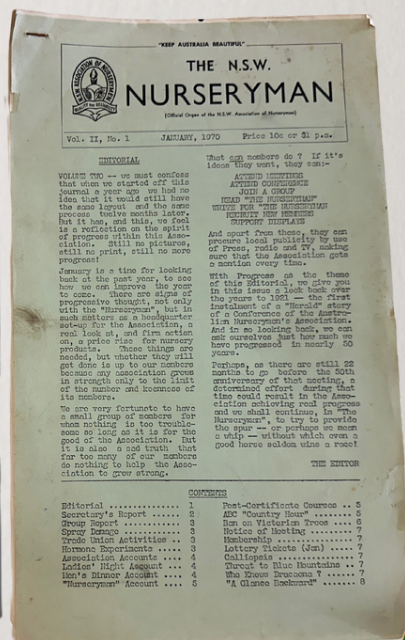 "KEEP AUSTRALIA BEAUTIFUL"
THE N.S.W.
NURSERYMAN
(Official Organ of the N.S.W. Association of Nurserymen)
Vol. II, No. 1 JANUARY, 1970 Price 10c or $1 p.a.
EDITORIAL
VOLUME TWO -- we must confess
that when we started off this
journal a year ago we had no
idea that it would still have
the same layout and the same
process twelve months later.
But it has, and this, we feel
is a reflection on the spirit
of progress within this Asso-
ciation. Still no pictures,
still no print, still no more
progress!
January is a time for looking
back at the past year, to see
how we can improve the year
to come. There are signs of
progressive thought, not only
with the "Nurseryman", but in
such matters as a headquarter
set-up for the Association, a
real look at, and firm action
on, a price rise for nursery
products. These things are
needed, but whether they will
get done is up to our members
because any association grows
in strength only to the limit
of the number and keenness of
its members.
We are very fortunate to have
a small group of members for
whom nothing is too trouble-
some so long as it is for the
good of the Association. But
it is also a sad truth that
far too many of our members
do nothing to help the Asso-
ciation to grow strong.
What can members do ? If it's
ideas they want, they can:-
ATTEND MEETINGS
ATTEND CONFERENCE
JOIN A GROUP
READ "THE NURSERYMAN"
WRITE FOR "THE NURSERYMAN
RECRUIT NEW MEMBERS
SUPPORT DISPLAYS
And apart from these, they can
procure local publicity by use
of Press, radio and TV, making
sure that the Association gets
a mention every time.
With Progress as the theme
of this Editorial, we give you
in this issue a look back over
the years to 1921 -- the first
instalment of a "Herald" story
of a Conference of the Austra-
lian Nurseryman's Association.
And in so looking back, we can
ask ourselves just how much we
have progressed in nearly 50
years.
Perhaps, as there are still 22
months to go before the 50th
anniversary of that meeting, a
determined effort during that
time could result in the Asso-
ciation achieving real progress
and we shall continue, in "The
Nurseryman", to try to provide
the spur -- or perhaps we mean
a whip -- without which even a
good horse seldom wins a race!
THE EDITOR
CONTENTS
Editorial ............ 1
Secretary's Report ...... 2
Group Report ........... 3
Spray Damage ........... 3
Trade Union Activities .. 3
Hormone Experiments ..... 3
Association Accounts .... 4
Ladies' Night Account ... 4
Men's Dinner Account .... 4
"Nurseryman" Account .... 5
Post-Certificate Courses .. 5
ABC "Country Hour" ....... 5
Ban on Victorian Trees .... 6
Notice of Meeting ......... 7
Membership ............... 7
Lottery Tickets (Jan) ..... 7
Calliopsis ............... 7
Threat to Blue Mountains .. 7
Who Knows Dracaena ? ...... 7
"A Glance Backward" ....... 8